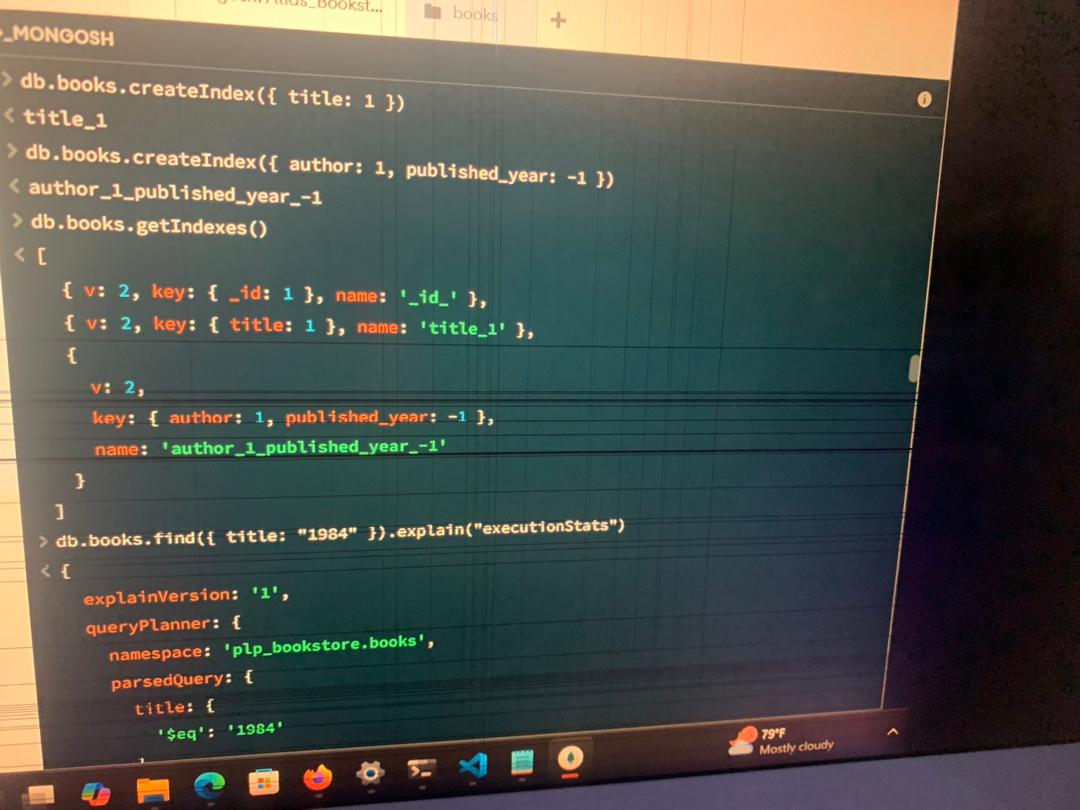 Bookst...
books
_MONGOSH
> db.books.createIndex({ title: 1 })
< title_1
> db.books.createIndex({ author: 1, published_year: -1 })
< author_1_published_year_-1
> db.books.getIndexes()
< [
{ v: 2, key: { _id: 1 }, name: '_id_' },
{ v: 2, key: { title: 1 }, name: 'title_1' },
{
v: 2,
key: { author: 1, published_year: -1 },
name: 'author_1_published_year_-1'
}
]
> db.books.find({ title: "1984" }).explain("executionStats")
< {
explainVersion: '1',
queryPlanner: {
namespace: 'plp_bookstore.books',
parsedQuery: {
title: {
'$eq': '1984'
79°F
Mostly cloudy